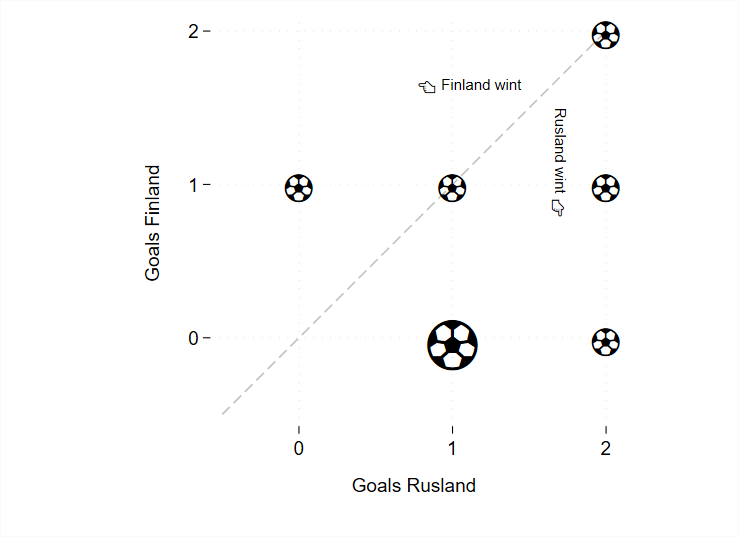 2
Finland wint
Rusland wint
1
Goals Finland
0
0 1 2
Goals Rusland